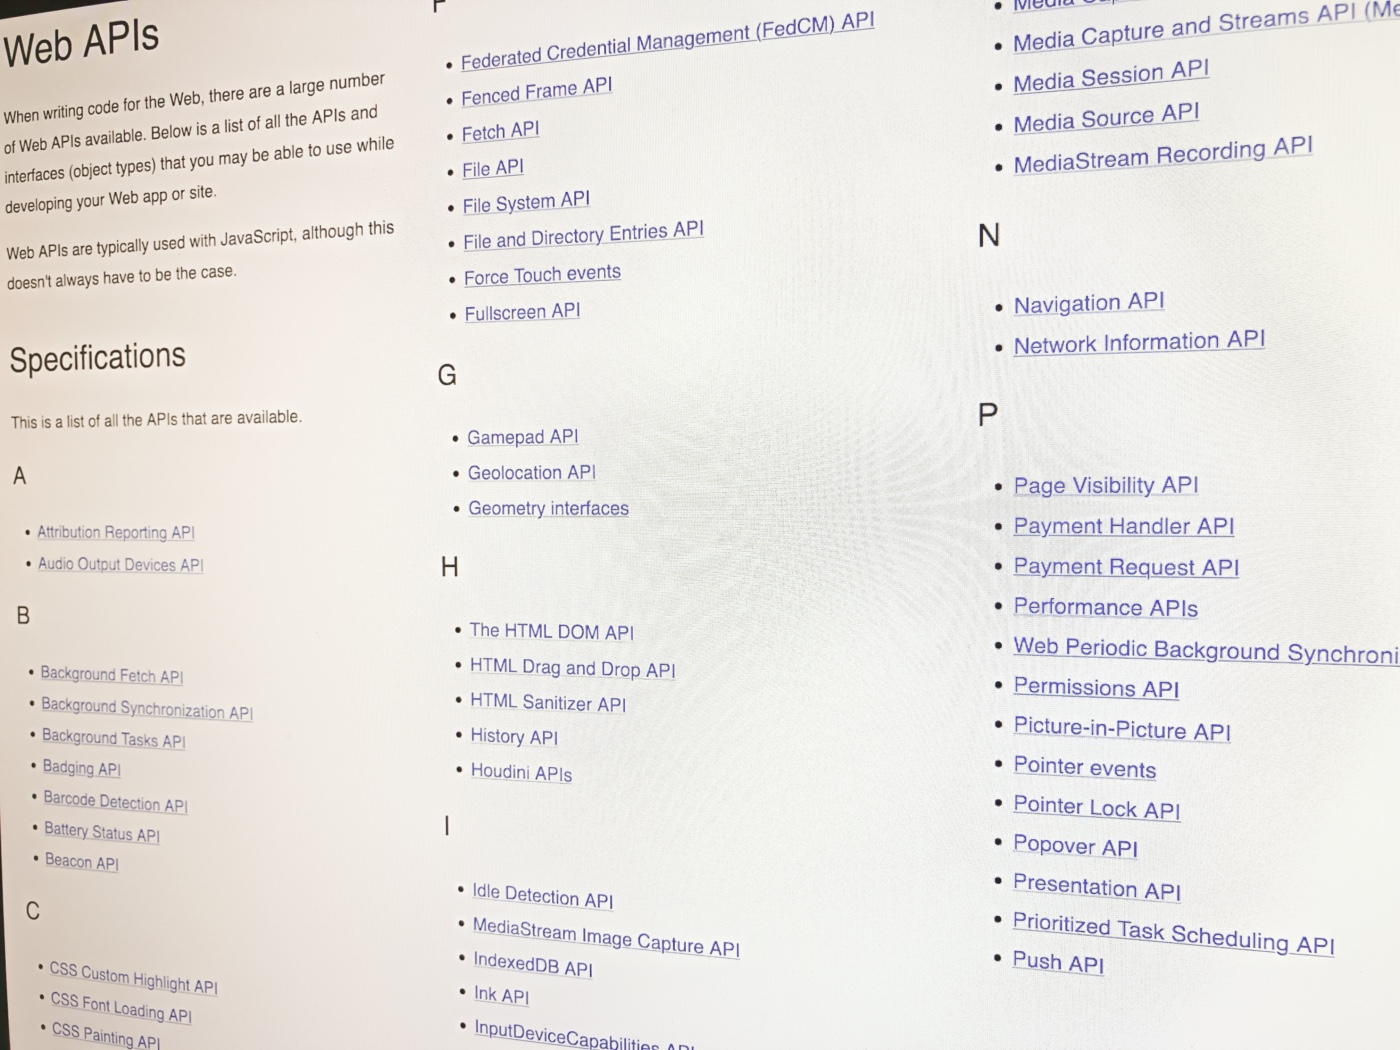 Web APIs
When writing code for the Web, there are a large number
of Web APIs available. Below is a list of all the APIs and
interfaces (object types) that you may be able to use while
developing your Web app or site.
Web APIs are typically used with JavaScript, although this
doesn't always have to be the case.
Specifications
This is a list of all the APIs that are available.
A
Attribution Reporting API
Audio Output Devices API
B
Background Fetch API
Background Synchronization API
Background Tasks API
Badging API
Barcode Detection API
Battery Status API
Beacon API
C
CSS Custom Highlight API
CSS Font Loading API
CSS Painting API
F
Federated Credential Management (FedCM) API
Fenced Frame API
Fetch API
File API
File System API
File and Directory Entries API
Force Touch events
Fullscreen API
G
Gamepad API
Geolocation API
Geometry interfaces
H
The HTML DOM API
HTML Drag and Drop API
HTML Sanitizer API
History API
Houdini APIs
I
Idle Detection API
MediaStream Image Capture API
IndexedDB API
Ink API
InputDeviceCapabilities API
Media
Media Capture and Streams API (Me
Media Session API
Media Source API
MediaStream Recording API
N
Navigation API
Network Information API
P
Page Visibility API
Payment Handler API
Payment Request API
Performance APIs
Web Periodic Background Synchroni
Permissions API
Picture-in-Picture API
Pointer events
Pointer Lock API
Popover API
Presentation API
Prioritized Task Scheduling API
Push API